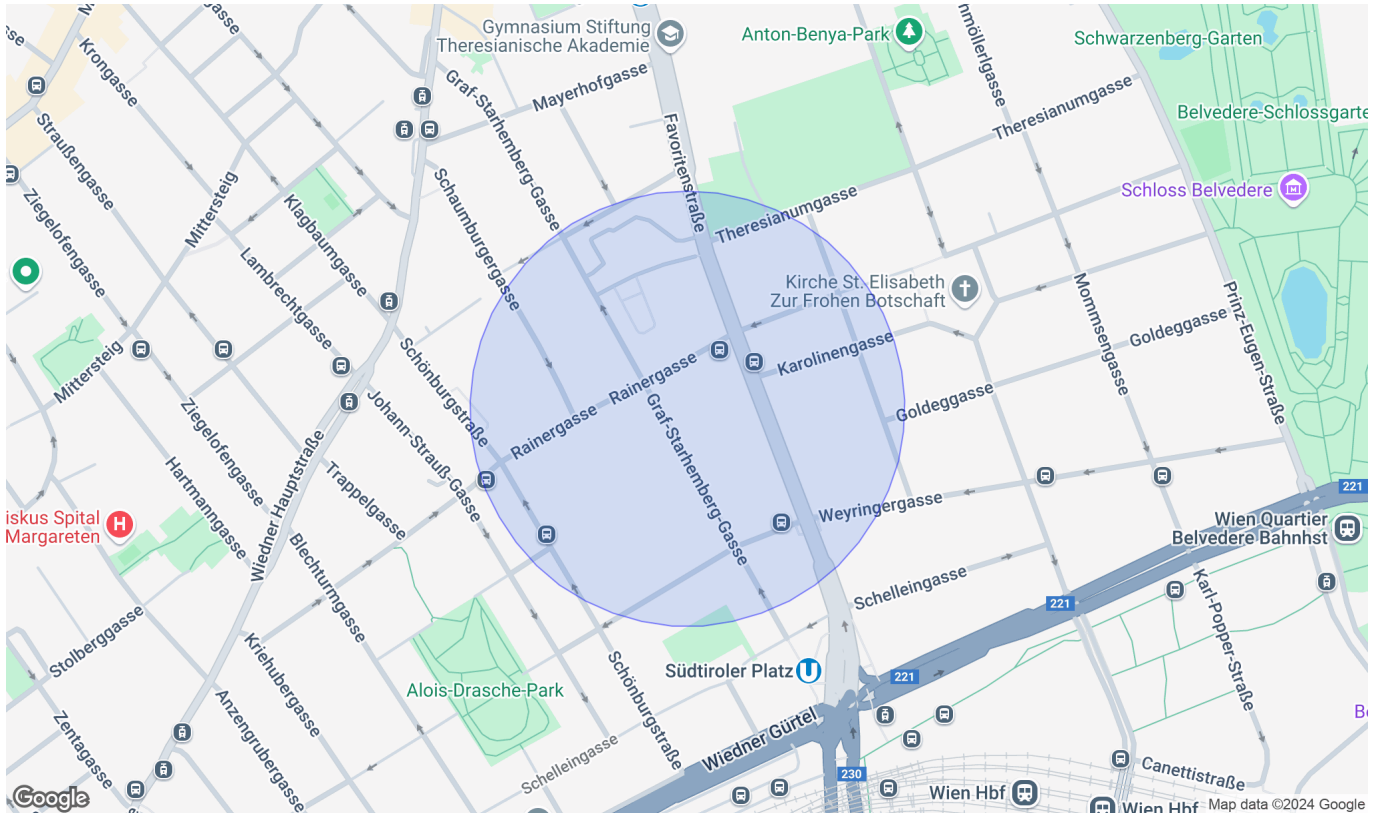 Gymnasium Stiftung
Theresianische Akademie
Anton-Benya-Park
Schwarzenberg-Garten
Krongasse
Graf-Starhemberg-Gasse
Mayerhofgasse
Favoritenstraße
Theresianumgasse
Belvedere-Schlossgarte
Straußengasse
Mittersteig
Klagbaumgasse
Schaumburgergasse
Schloss Belvedere
Ziegelofengasse
Lambrechtgasse
Theresianumgasse
Kirche St. Elisabeth
Zur Frohen Botschaft
Mommsengasse
Prinz-Eugen-Straße
Goldeggasse
Mittersteig
Schönburgstraße
Rainergasse
Rainergasse
Karolinengasse
Goldeggasse
Johann-Strauß-Gasse
Graf-Starhemberg-Gasse
Ziegelofengasse
Hartmanngasse
Wiedner Hauptstraße
Trappelgasse
Weyringergasse
221
iskus Spital
Margareten
Wien Quartier
Belvedere Bahnhst
Blechturmgasse
Schelleingasse
221
Karl-Popper-Straße
Stolberggasse
Kriehubergasse
Alois-Drasche-Park
Schönburgstraße
Südtiroler Platz
221
Anzengrubergasse
Zentagasse
Wiedner Gürtel
Schelleingasse
230
Canettistraße
Wien Hbf
Wien Hbf
Google
Map data ©2024 Google